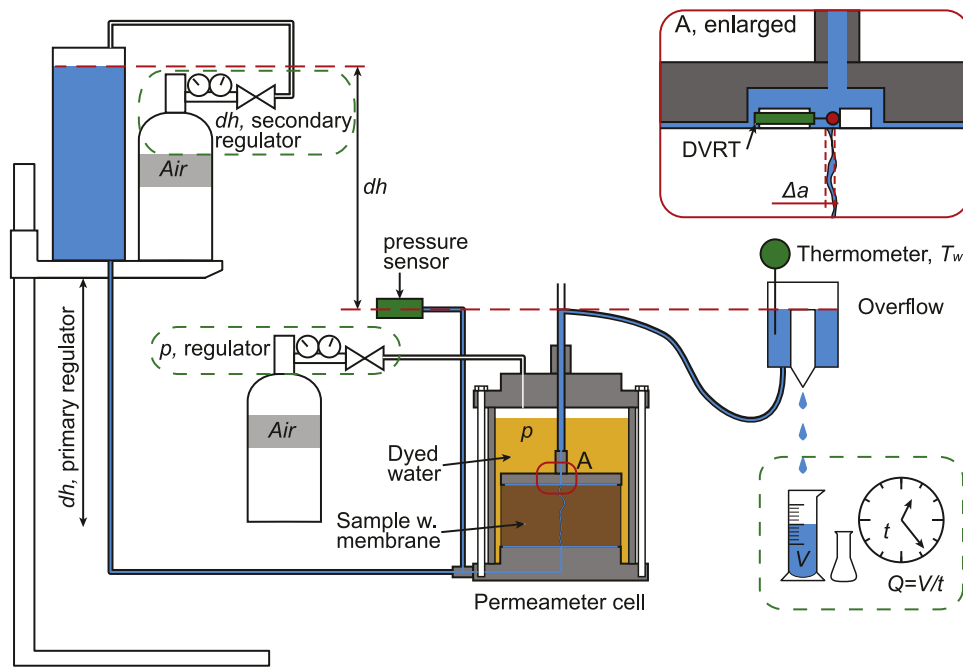 A, enlarged
DVRT
Δa
dh, secondary
regulator
Air
dh
pressure
sensor
Thermometer, Tw
Overflow
p, regulator
Air
dh, primary regulator
p
A
Dyed
water
Sample w.
membrane
Permeameter cell
V
t
Q=V/t